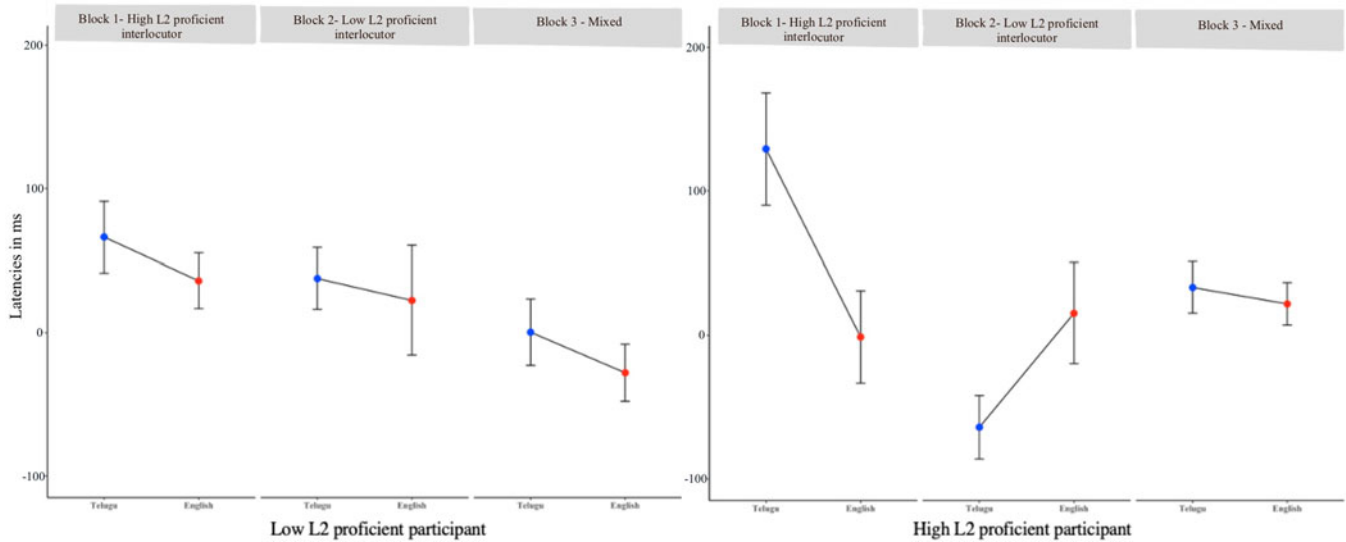 Block 1- High L2 proficient
interlocutor
Block 2- Low L2 proficient
interlocutor
Block 3 - Mixed
200
100
0
-100
Latencies in ms
Telugu
English
Telugu
English
Telugu
English
Low L2 proficient participant
Block 1- High L2 proficient
interlocutor
Block 2- Low L2 proficient
interlocutor
Block 3 - Mixed
200
100
0
-100
Telugu
English
Telugu
English
Telugu
English
High L2 proficient participant